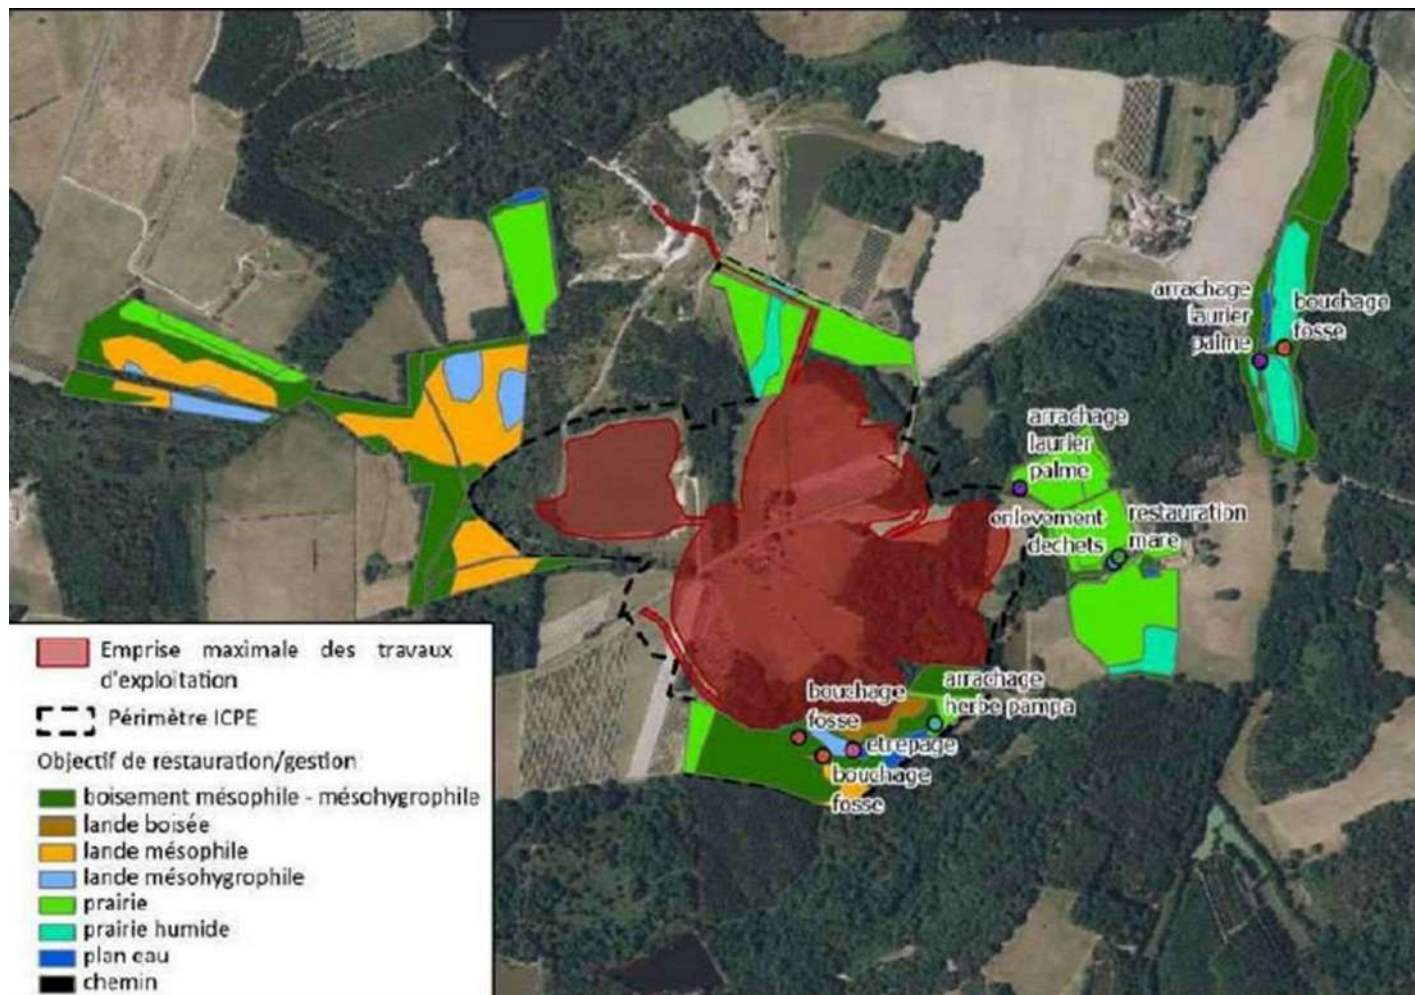 arrachage
laurier
palme
bouchage
fosse
arrachage
laurier
palme
enlevement
dechets
restauration
mare
arrachage
herbe pampa
bouchage
fosse
etrepage
bouchage
fosse
Emprise maximale des travaux
d'exploitation
Périmètre ICPE
Objectif de restauration/gestion
boisement mésophile - mésohygrophile
lande boisée
lande mésophile
lande mésohygrophile
prairie
prairie humide
plan eau
chemin